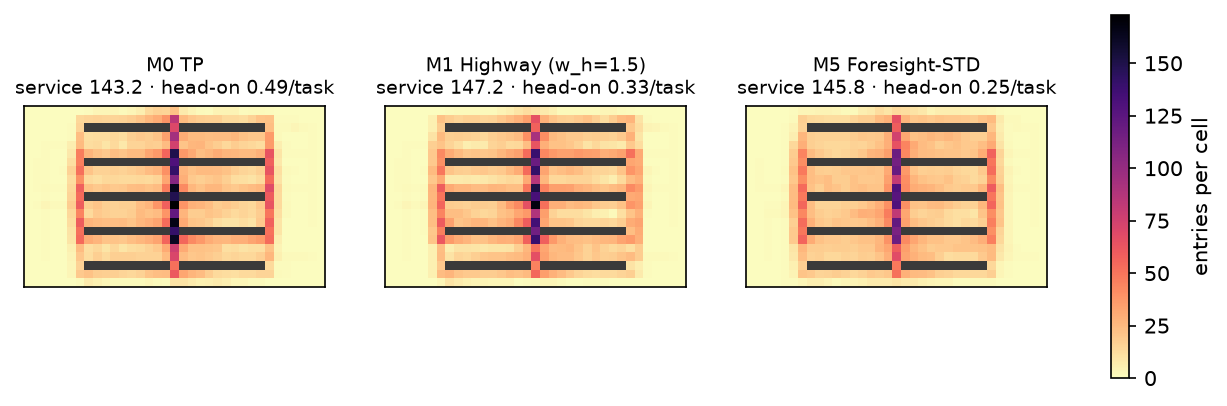 M0 TP
service 143.2 · head-on 0.49/task
M1 Highway (w_h=1.5)
service 147.2 · head-on 0.33/task
M5 Foresight-STD
service 145.8 · head-on 0.25/task
150
125
100
75
50
25
0
entries per cell